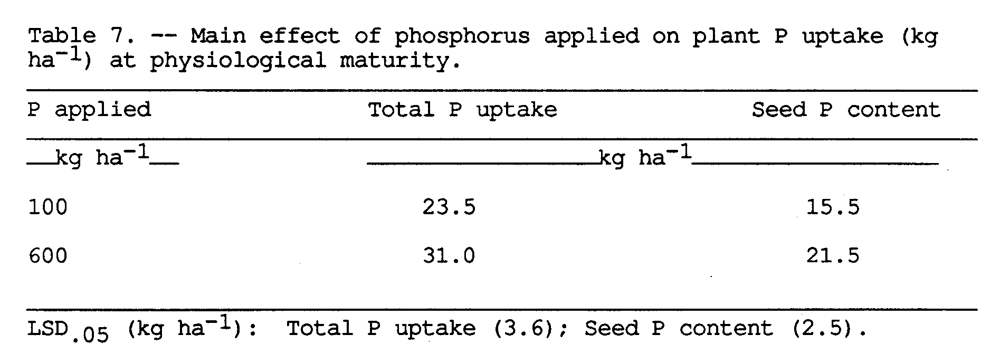 Table 7. -- Main effect of phosphorus applied on plant P uptake (kg
ha⁻¹) at physiological maturity.
P applied Total P uptake Seed P content
kg ha⁻¹ kg ha⁻¹
100 23.5 15.5
600 31.0 21.5
LSD.05 (kg ha⁻¹): Total P uptake (3.6); Seed P content (2.5).